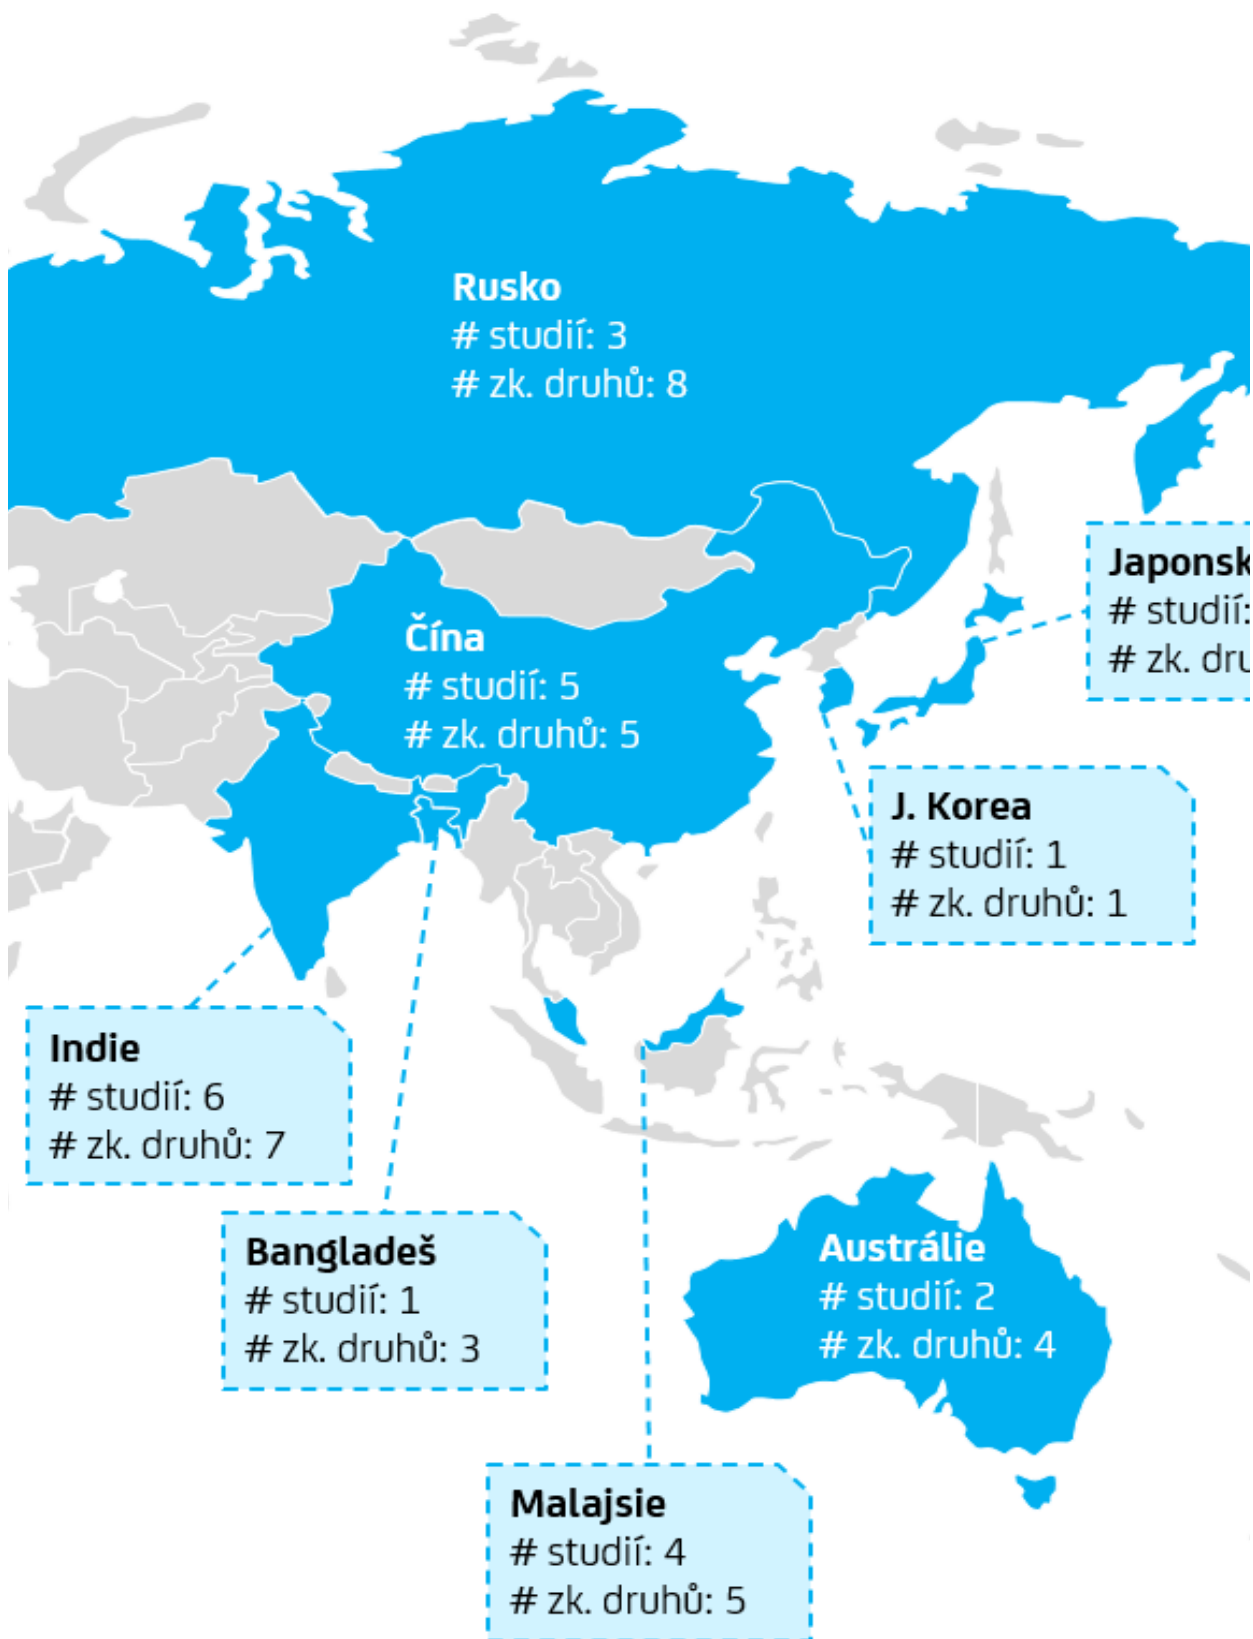 Rusko
# studií: 3
# zk. druhů: 8
Čína
# studií: 5
# zk. druhů: 5
# studií:
# zk.
J. Korea
# studií: 1
# zk. druhů: 1
Indie
# studií: 6
# zk. druhů: 7
Bangladeš
# studií: 1
# zk. druhů: 3
Austrálie
# studií: 2
# zk. druhů: 4
Malajsie
# studií: 4
# zk. druhů: 5